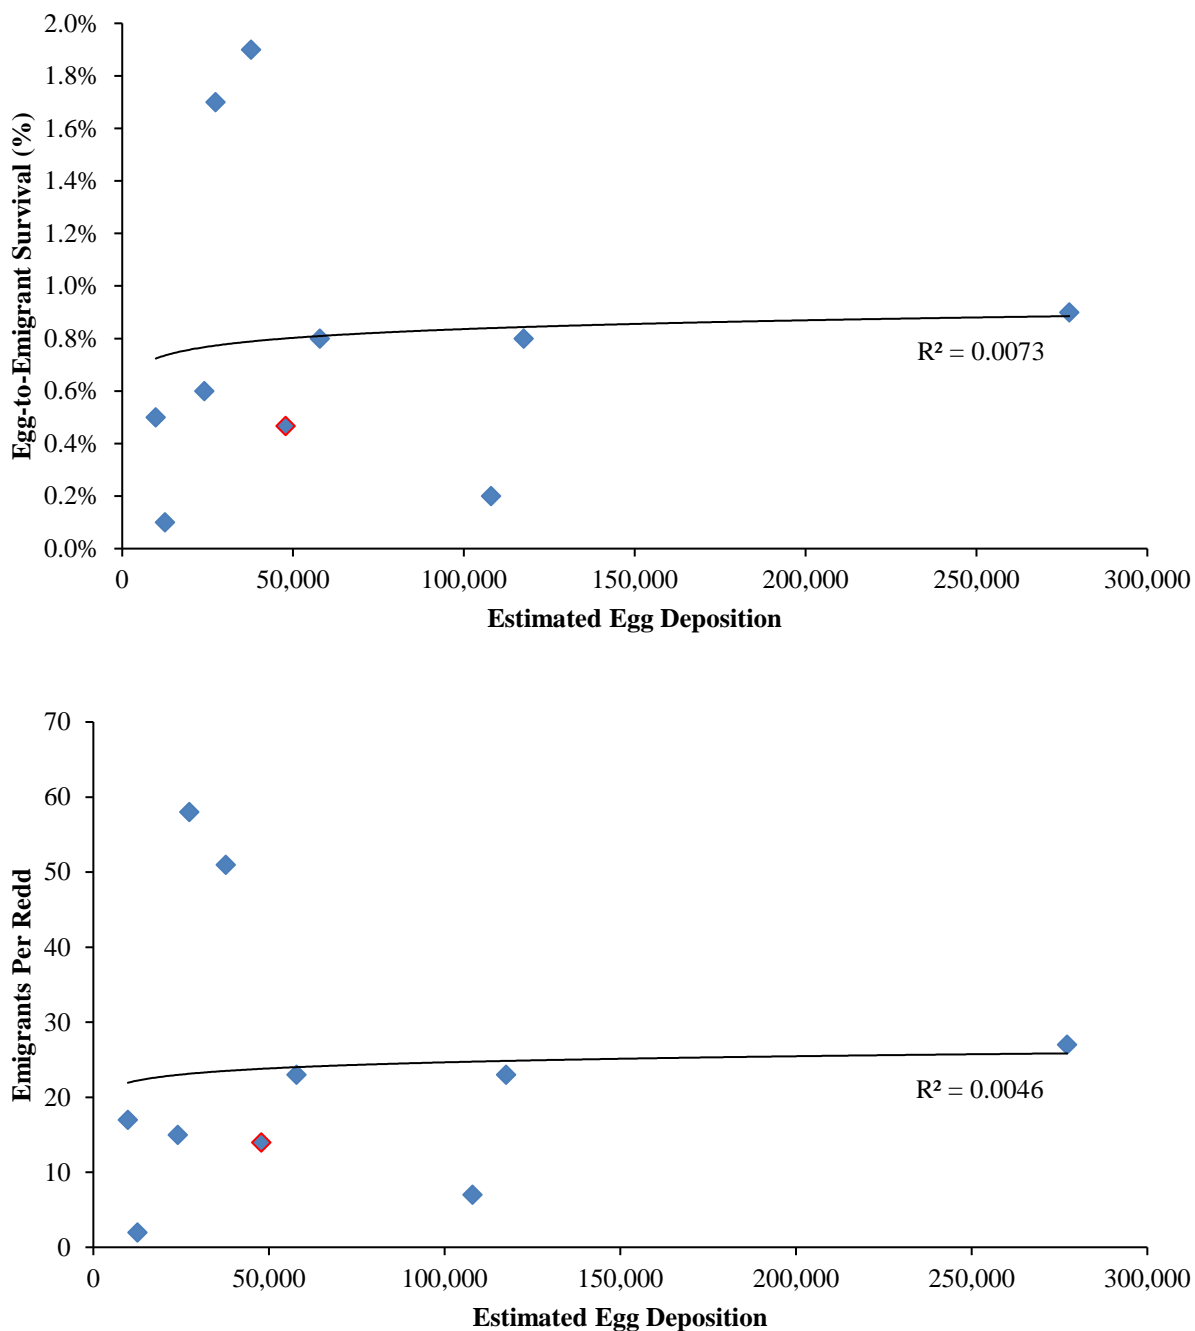 2.0%
1.8%
1.6%
1.4%
1.2%
1.0%
0.8%
0.6%
0.4%
0.2%
0.0%
Egg-to-Emigrant Survival (%)
R² = 0.0073
0 50,000 100,000 150,000 200,000 250,000 300,000
Estimated Egg Deposition
70
60
50
40
30
20
10
0
Emigrants Per Redd
R² = 0.0046
0 50,000 100,000 150,000 200,000 250,000 300,000
Estimated Egg Deposition